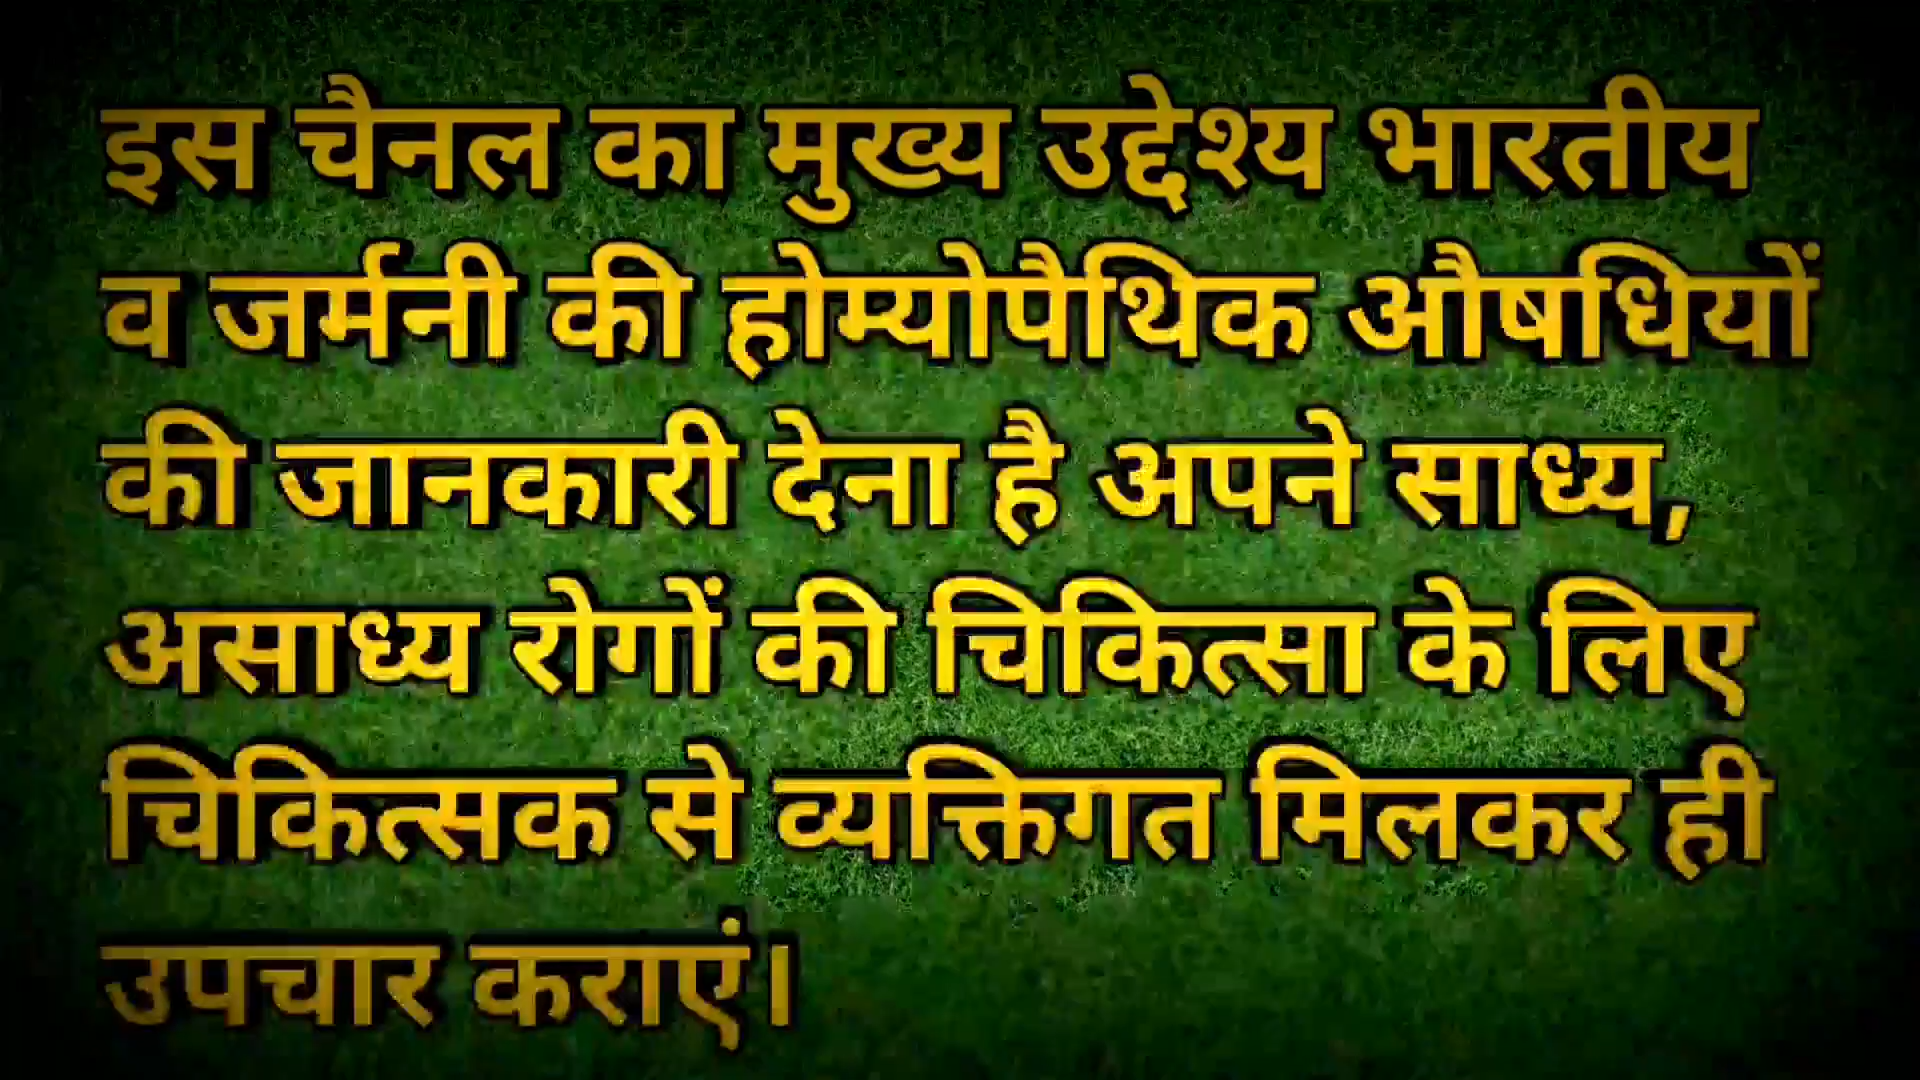 इस चैनल का मुख्य उद्देश्य भारतीय
व जर्मनी की होम्योपैथिक औषधियों
की जानकारी देना है अपने साध्य,
असाध्य रोगों की चिकित्सा के लिए
चिकित्सक से व्यक्तिगत मिलकर ही
उपचार कराएं।